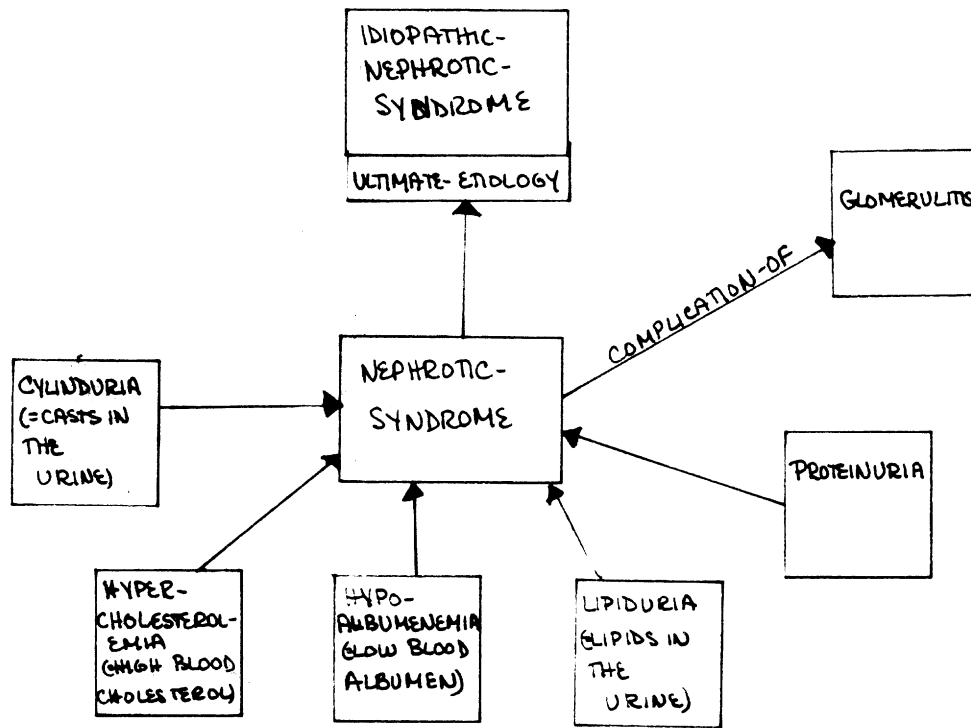 IDIOPATHIC-
NEPHROTIC-
SYNDROME
ULTIMATE-ETIOLOGY
GLOMERULITIS
COMPLICATION-OF
NEPHROTIC-
SYNDROME
CYLINDURIA
(=CASTS IN
THE
URINE)
PROTEINURIA
HYPER-
CHOLESTEROL-
EMIA
(=HIGH BLOOD
CHOLESTEROL)
HYPO-
ALBUMENEMIA
(=LOW BLOOD
ALBUMEN)
LIPIDURIA
(=LIPIDS IN
THE
URINE)